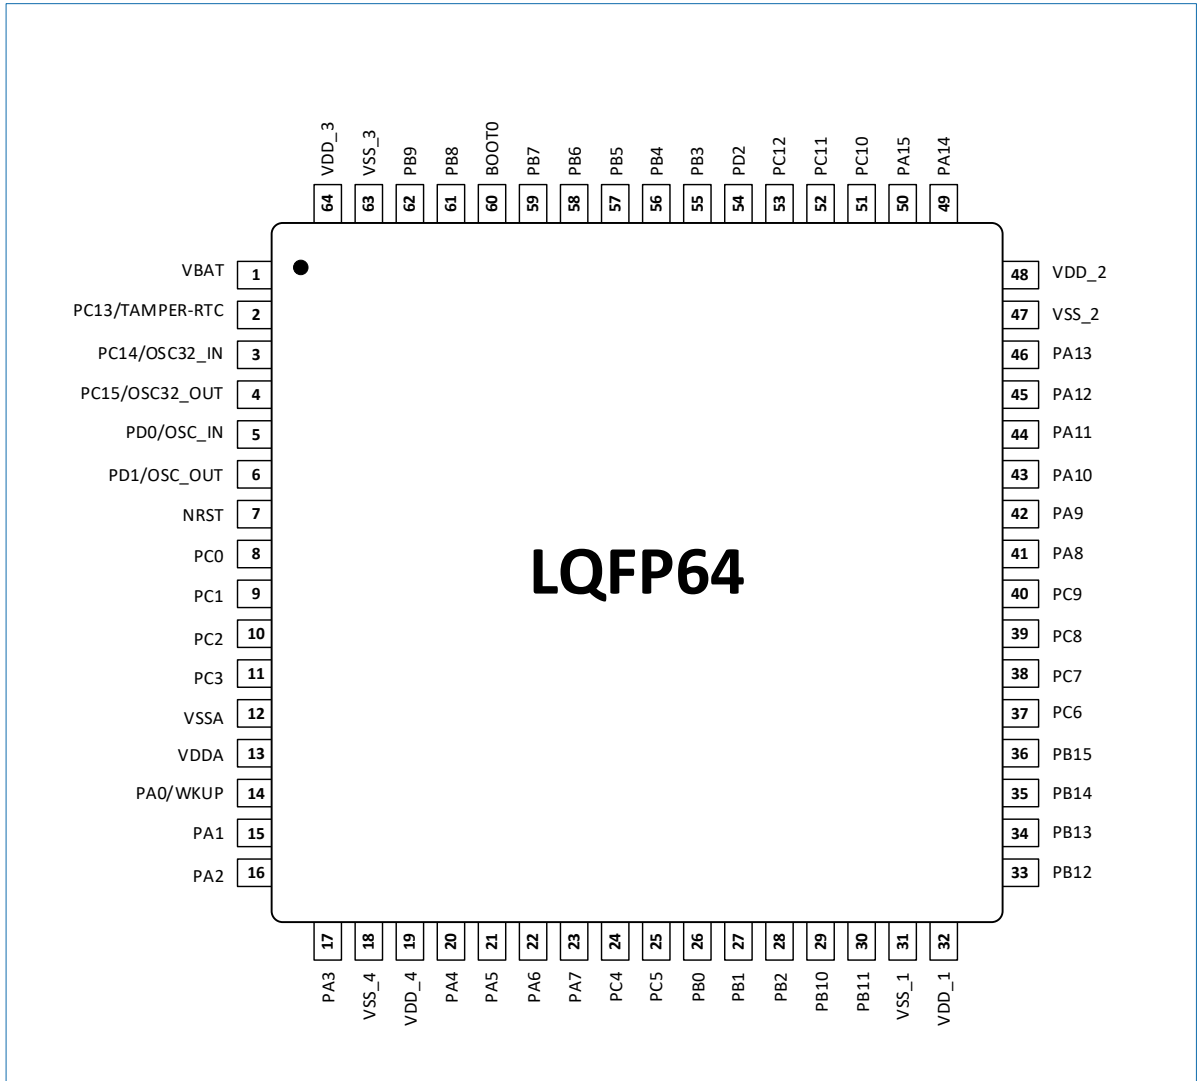 VDD_3 VSS_3 PB9 PB8 BOOT0 PB7 PB6 PB5 PB4 PB3 PD2 PC12 PC11 PC10 PA15 PA14
64 63 62 61 60 59 58 57 56 55 54 53 52 51 50 49
VBAT 1 48 VDD_2
PC13/TAMPER-RTC 2 47 VSS_2
PC14/OSC32_IN 3 46 PA13
PC15/OSC32_OUT 4 45 PA12
PD0/OSC_IN 5 44 PA11
PD1/OSC_OUT 6 43 PA10
NRST 7 42 PA9
PC0 8 41 PA8
LQFP64
PC1 9 40 PC9
PC2 10 39 PC8
PC3 11 38 PC7
VSSA 12 37 PC6
VDDA 13 36 PB15
PA0/WKUP 14 35 PB14
PA1 15 34 PB13
PA2 16 33 PB12
17 18 19 20 21 22 23 24 25 26 27 28 29 30 31 32
PA3 VSS_4 VDD_4 PA4 PA5 PA6 PA7 PC4 PC5 PB0 PB1 PB2 PB10 PB11 VSS_1 VDD_1